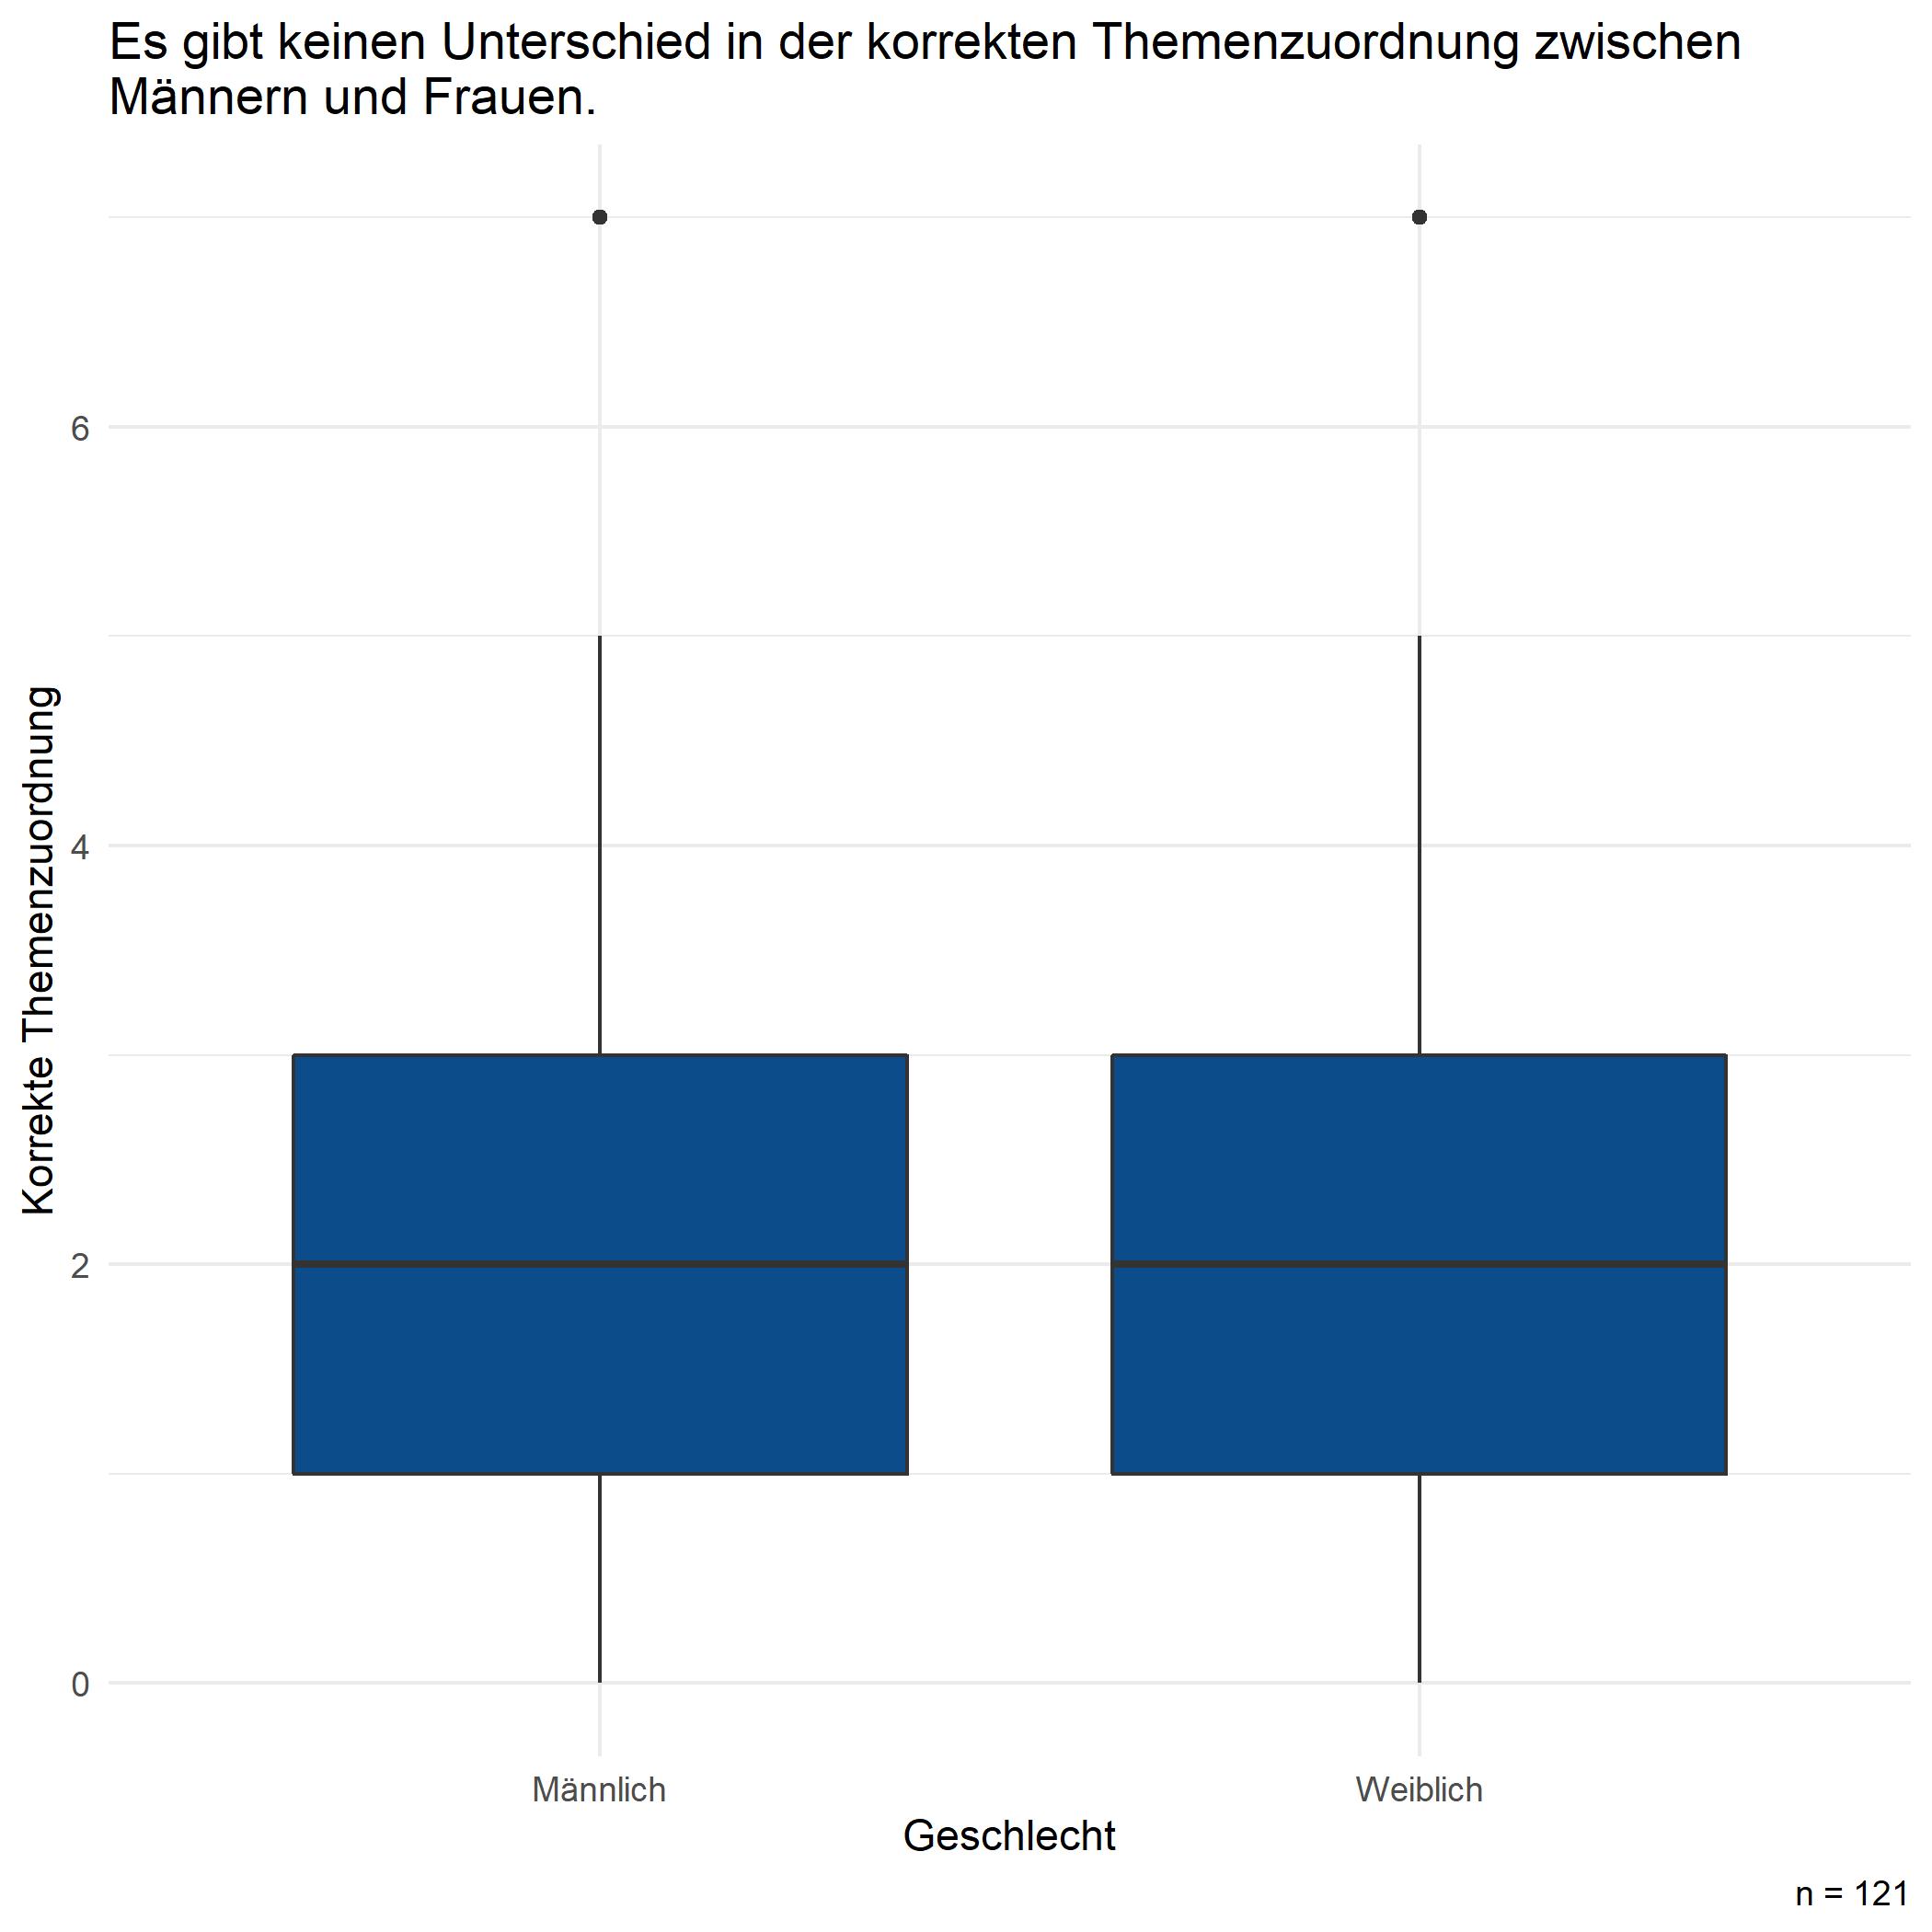 Es gibt keinen Unterschied in der korrekten Themenzuordnung zwischen
Männern und Frauen.
Korrekte Themenzuordnung
6
4
2
0
Männlich
Weiblich
Geschlecht
n = 121